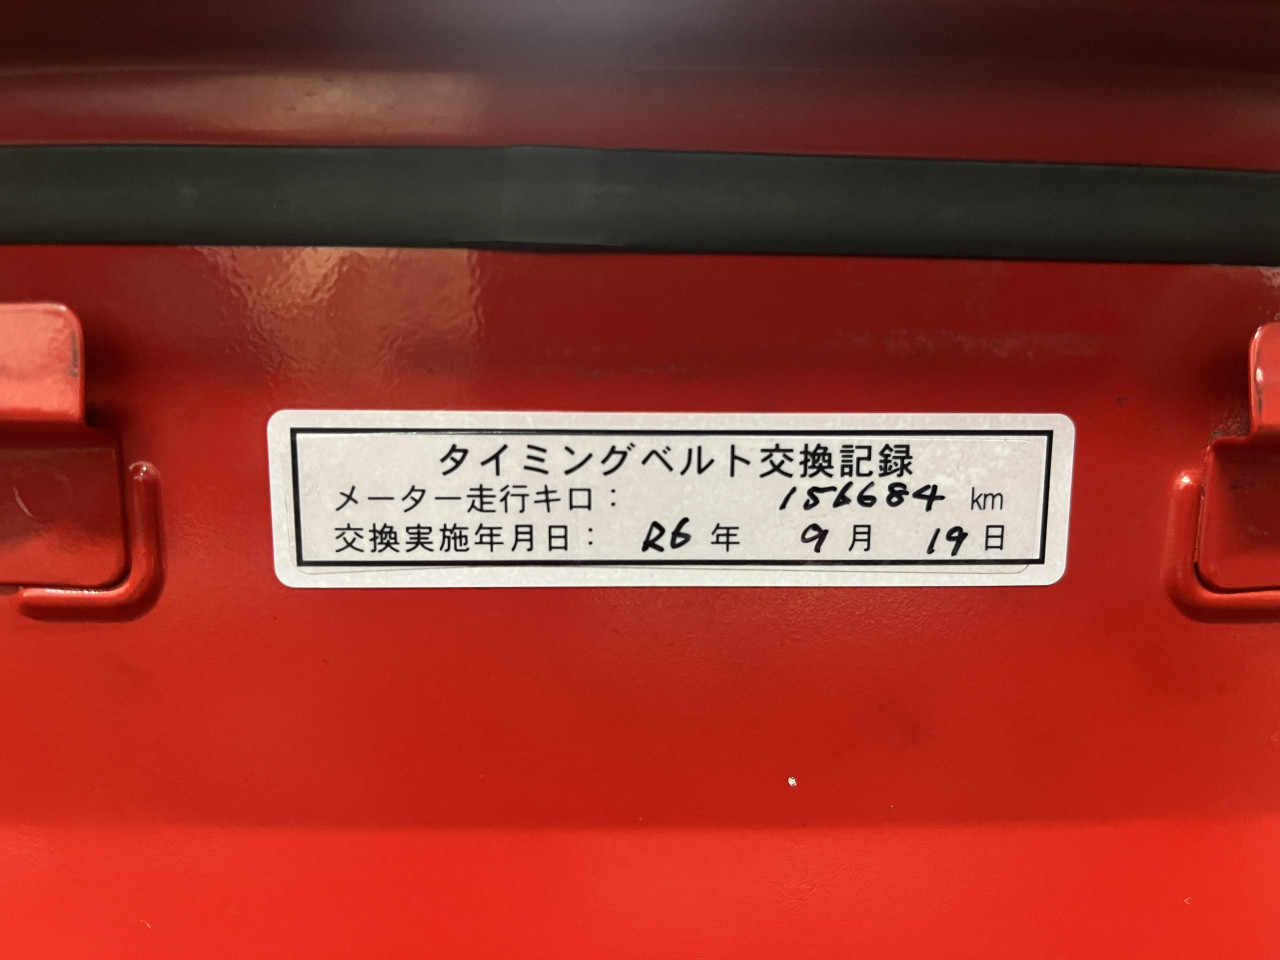 タイミングベルト交換記録
メーター走行キロ： 156684 km
交換実施年月日： R6 年 9 月 19 日